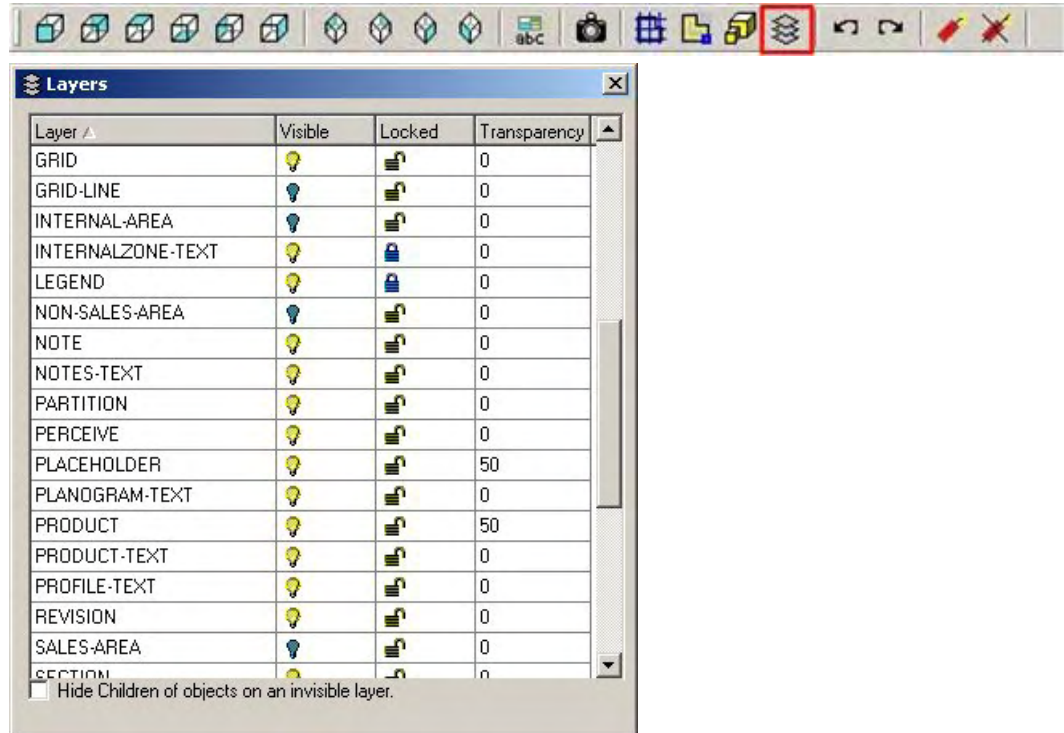 abc
Layers
Layer Visible Locked Transparency
GRID 0
GRID-LINE 0
INTERNAL-AREA 0
INTERNALZONE-TEXT 0
LEGEND 0
NON-SALES-AREA 0
NOTE 0
NOTES-TEXT 0
PARTITION 0
PERCEIVE 0
PLACEHOLDER 50
PLANOGRAM-TEXT 0
PRODUCT 50
PRODUCT-TEXT 0
PROFILE-TEXT 0
REVISION 0
SALES-AREA 0
SECTION 0
Hide Children of objects on an invisible layer.